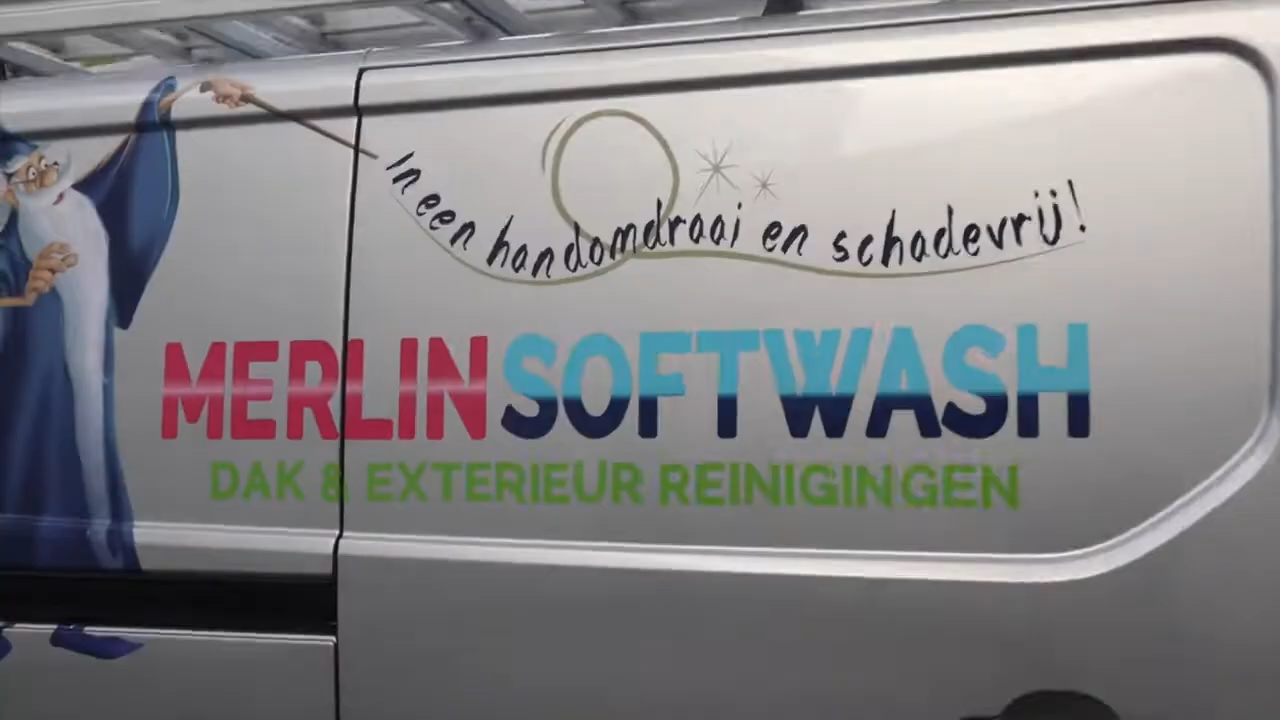 In een handomdraai en schadevrij!
MERLIN SOFTWASH
DAK & EXTERIEUR REINIGINGEN